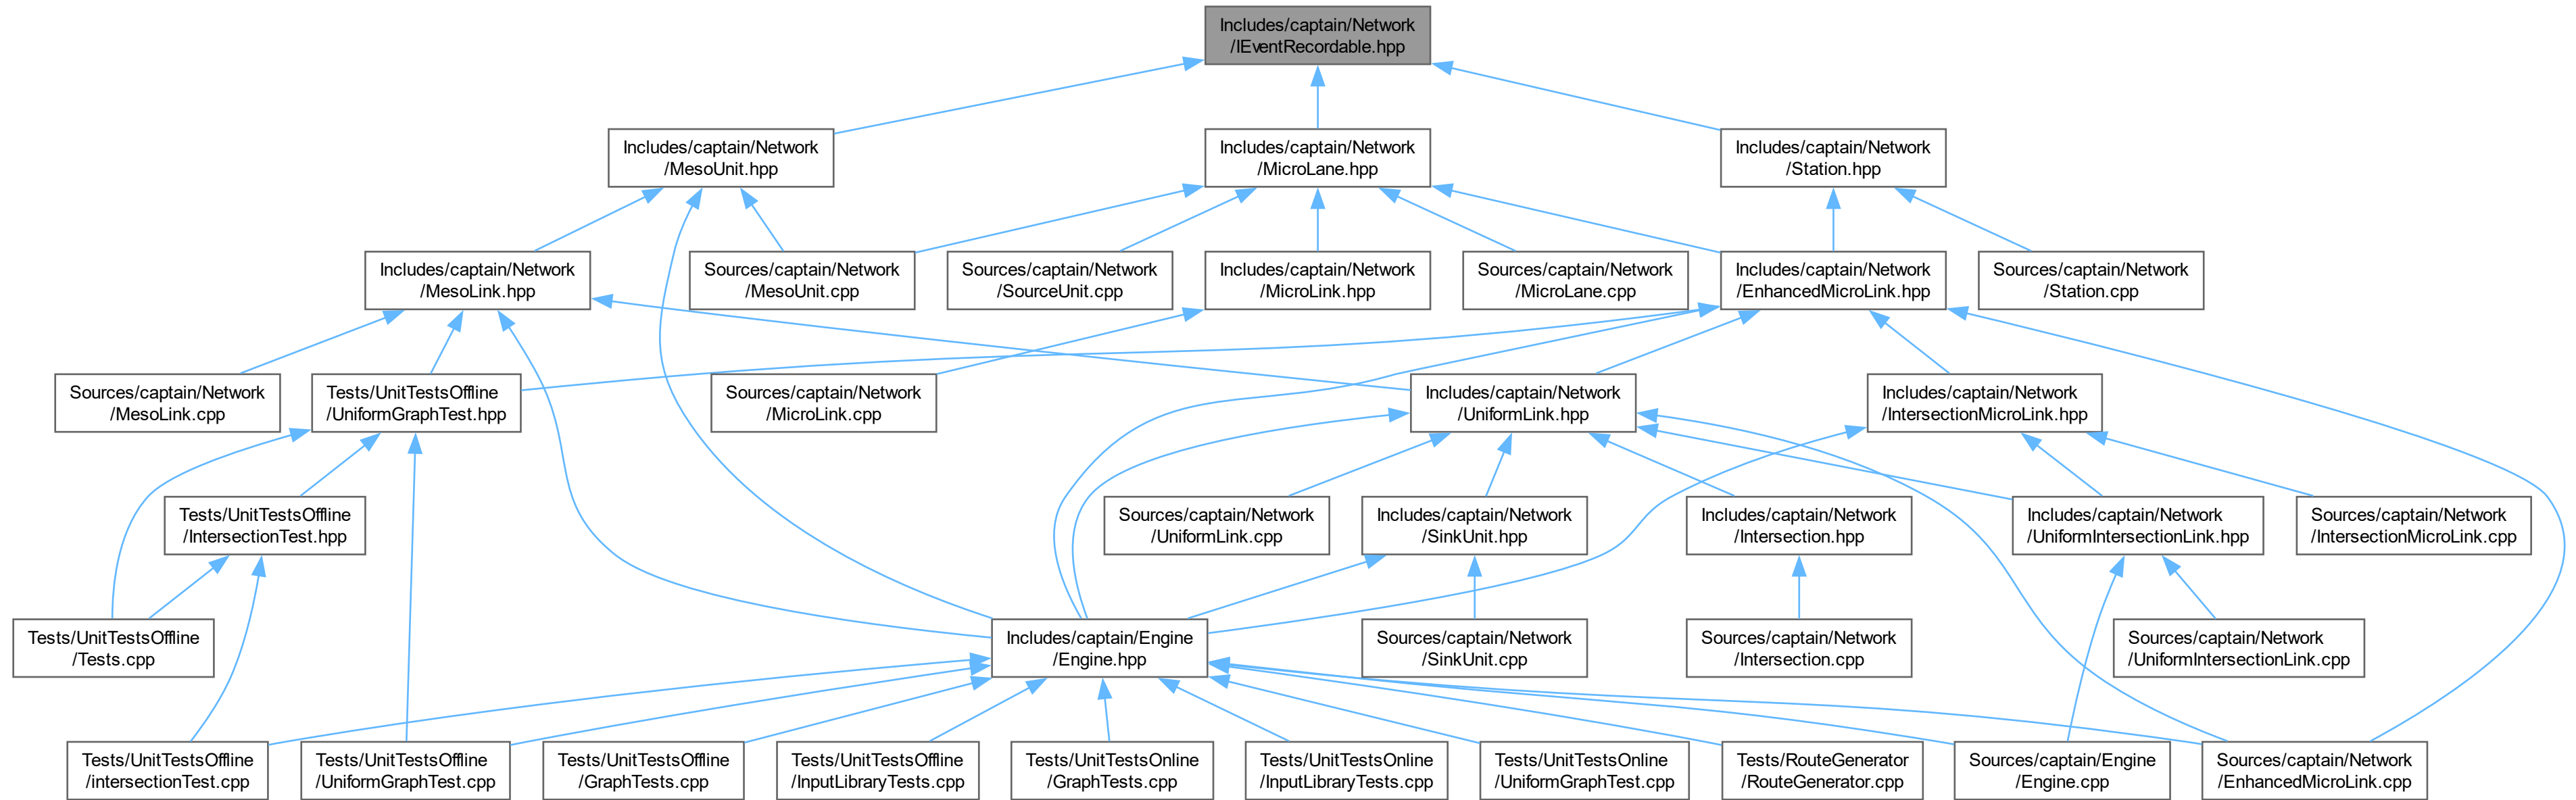 Includes/captain/Network
/IEventRecordable.hpp
Includes/captain/Network
/MesoUnit.hpp
Includes/captain/Network
/MicroLane.hpp
Includes/captain/Network
/Station.hpp
Includes/captain/Network
/MesoLink.hpp
Sources/captain/Network
/MesoUnit.cpp
Sources/captain/Network
/SourceUnit.cpp
Includes/captain/Network
/MicroLink.hpp
Sources/captain/Network
/MicroLane.cpp
Includes/captain/Network
/EnhancedMicroLink.hpp
Sources/captain/Network
/Station.cpp
Sources/captain/Network
/MesoLink.cpp
Tests/UnitTestsOffline
/UniformGraphTest.hpp
Sources/captain/Network
/MicroLink.cpp
Includes/captain/Network
/UniformLink.hpp
Includes/captain/Network
/IntersectionMicroLink.hpp
Tests/UnitTestsOffline
/IntersectionTest.hpp
Sources/captain/Network
/UniformLink.cpp
Includes/captain/Network
/SinkUnit.hpp
Includes/captain/Network
/Intersection.hpp
Includes/captain/Network
/UniformIntersectionLink.hpp
Sources/captain/Network
/IntersectionMicroLink.cpp
Tests/UnitTestsOffline
/Tests.cpp
Includes/captain/Engine
/Engine.hpp
Sources/captain/Network
/SinkUnit.cpp
Sources/captain/Network
/Intersection.cpp
Sources/captain/Network
/UniformIntersectionLink.cpp
Tests/UnitTestsOffline
/intersectionTest.cpp
Tests/UnitTestsOffline
/UniformGraphTest.cpp
Tests/UnitTestsOffline
/GraphTests.cpp
Tests/UnitTestsOffline
/InputLibraryTests.cpp
Tests/UnitTestsOnline
/GraphTests.cpp
Tests/UnitTestsOnline
/InputLibraryTests.cpp
Tests/UnitTestsOnline
/UniformGraphTest.cpp
Tests/RouteGenerator
/RouteGenerator.cpp
Sources/captain/Engine
/Engine.cpp
Sources/captain/Network
/EnhancedMicroLink.cpp